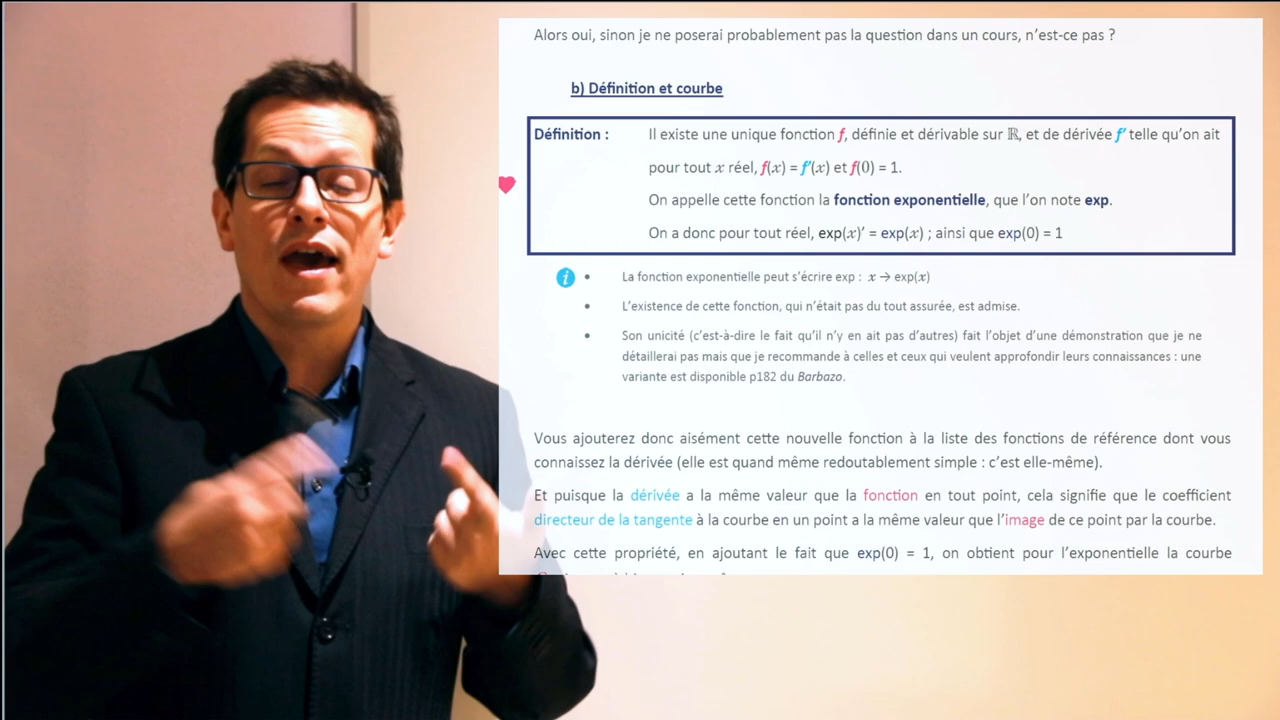 Alors oui, sinon je ne poserai probablement pas la question dans un cours, n'est-ce pas ?
b) Définition et courbe
Définition : Il existe une unique fonction f, définie et dérivable sur ℝ, et de dérivée f' telle qu'on ait
pour tout x réel, f(x) = f'(x) et f(0) = 1.
On appelle cette fonction la fonction exponentielle, que l'on note exp.
On a donc pour tout réel, exp(x)' = exp(x) ; ainsi que exp(0) = 1
i • La fonction exponentielle peut s'écrire exp : x → exp(x)
• L'existence de cette fonction, qui n'était pas du tout assurée, est admise.
• Son unicité (c'est-à-dire le fait qu'il n'y en ait pas d'autres) fait l'objet d'une démonstration que je ne
détaillerai pas mais que je recommande à celles et ceux qui veulent approfondir leurs connaissances : une
variante est disponible p182 du Barbazo.
Vous ajouterez donc aisément cette nouvelle fonction à la liste des fonctions de référence dont vous
connaissez la dérivée (elle est quand même redoutablement simple : c'est elle-même).
Et puisque la dérivée a la même valeur que la fonction en tout point, cela signifie que le coefficient
directeur de la tangente à la courbe en un point a la même valeur que l'image de ce point par la courbe.
Avec cette propriété, en ajoutant le fait que exp(0) = 1, on obtient pour l'exponentielle la courbe